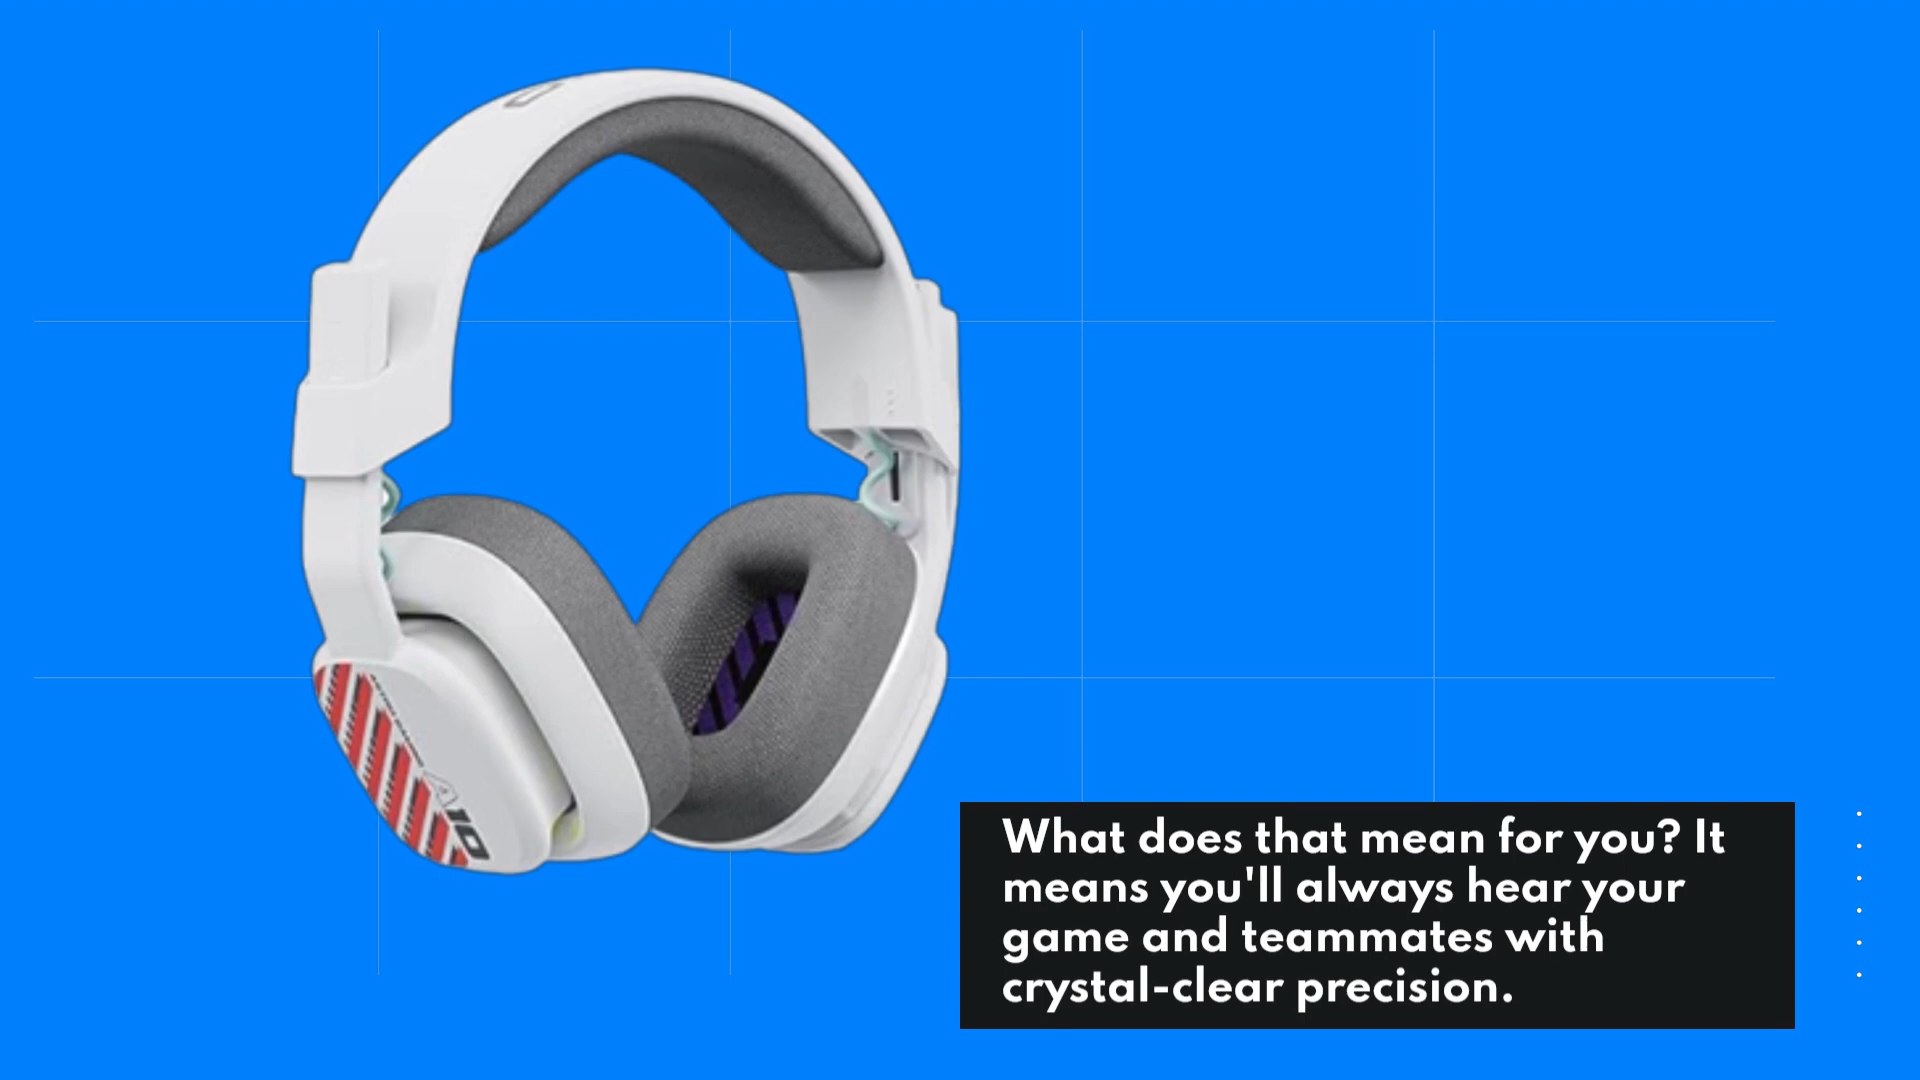 A10
What does that mean for you? It
means you'll always hear your
game and teammates with
crystal-clear precision.